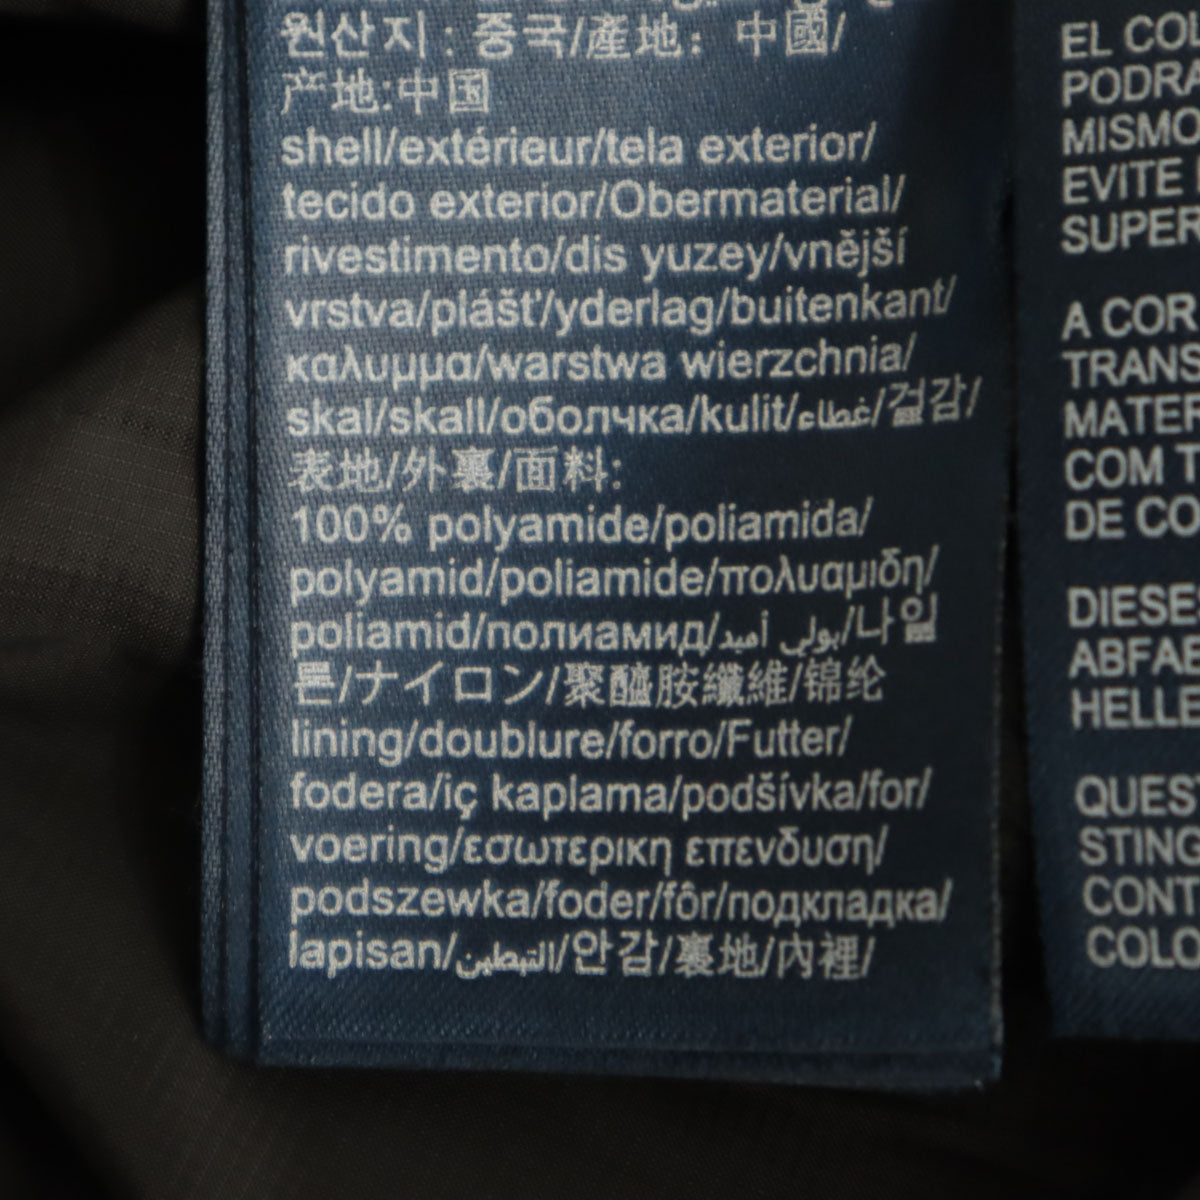 원산지 : 중국/產地：中國/
产地:中国
shell/extérieur/tela exterior/
tecido exterior/Obermaterial/
rivestimento/dis yuzey/vnější
vrstva/plášť/yderlag/buitenkant/
καλυμμα/warstwa wierzchnia/
skal/skall/оболчка/kulit/غطاء/겉감/
表地/外裏/面料:
100% polyamide/poliamida/
polyamid/poliamide/πολυαμιδη/
poliamid/полиамид/بولي أميد/나일
론/ナイロン/聚醯胺纖維/锦纶
lining/doublure/forro/Futter/
fodera/iç kaplama/podšívka/for/
voering/εσωτερικη επενδυση/
podszewka/foder/fôr/подкладка/
lapisan/التبطين/안감/裏地/內裡/
EL COL
PODRA
MISMO
EVITE
SUPER
A COR
TRANS
MATER
COM T
DE CO
DIESE
ABFAE
HELLE
QUES
STING
CONT
COLO